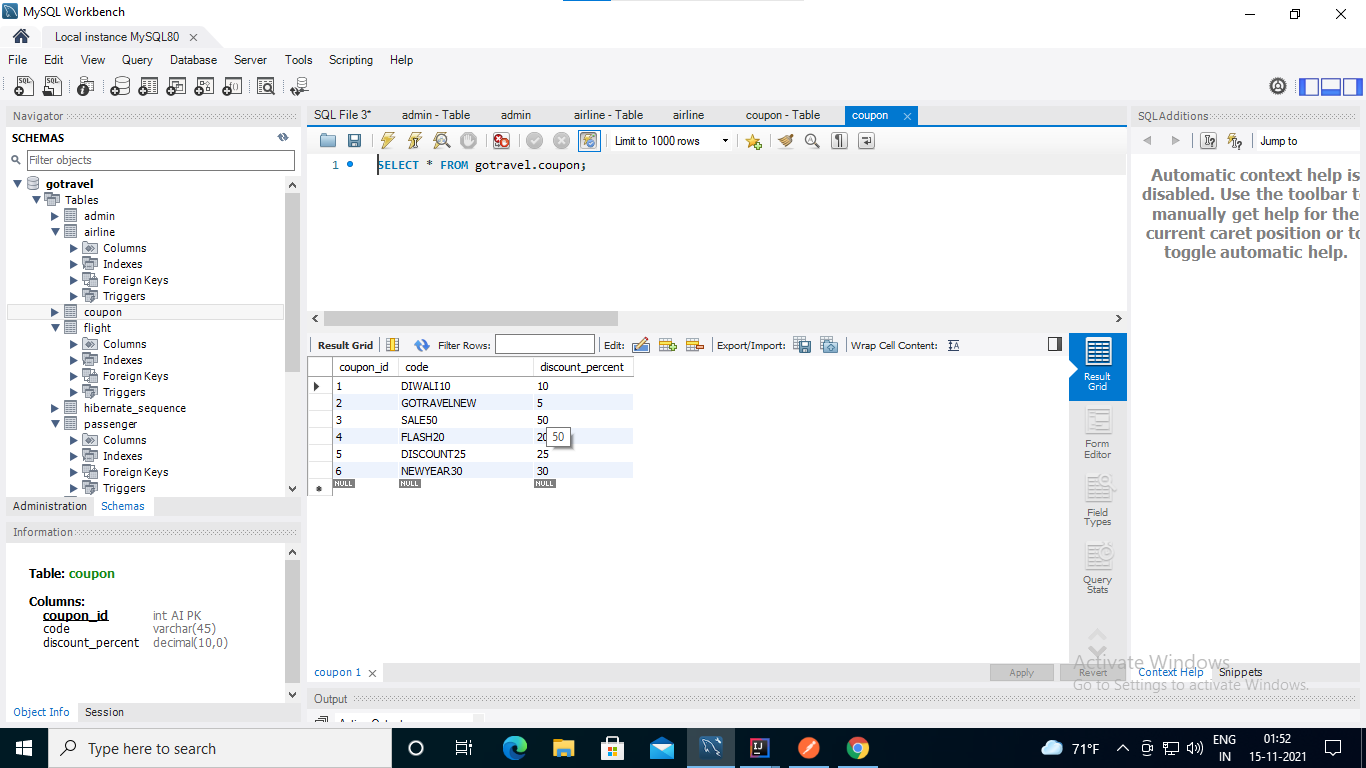 MySQL Workbench
Local instance MySQL80
File Edit View Query Database Server Tools Scripting Help
Navigator
SCHEMAS
Filter objects
gotravel
Tables
admin
airline
Columns
Indexes
Foreign Keys
Triggers
coupon
flight
Columns
Indexes
Foreign Keys
Triggers
hibernate_sequence
passenger
Columns
Indexes
Foreign Keys
Triggers
Administration Schemas
Information
Table: coupon
Columns:
coupon_id int AI PK
code varchar(45)
discount_percent decimal(10,0)
Object Info Session
SQL File 3* admin - Table admin airline - Table airline coupon - Table coupon
Limit to 1000 rows
1 SELECT * FROM gotravel.coupon;
Result Grid Filter Rows: Edit: Export/Import: Wrap Cell Content:
coupon_id code discount_percent
1 DIWALI10 10
2 GOTRAVELNEW 5
3 SALE50 50
4 FLASH20 20
50
5 DISCOUNT25 25
6 NEWYEAR30 30
NULL NULL NULL
Result Grid
Form Editor
Field Types
Query Stats
coupon 1
Apply Revert
Output
SQLAdditions
Jump to
Automatic context help is
disabled. Use the toolbar t
manually get help for the
current caret position or to
toggle automatic help.
Context Help Snippets
Activate Windows
Go to Settings to activate Windows.
Type here to search
71°F
ENG
IN
01:52
15-11-2021